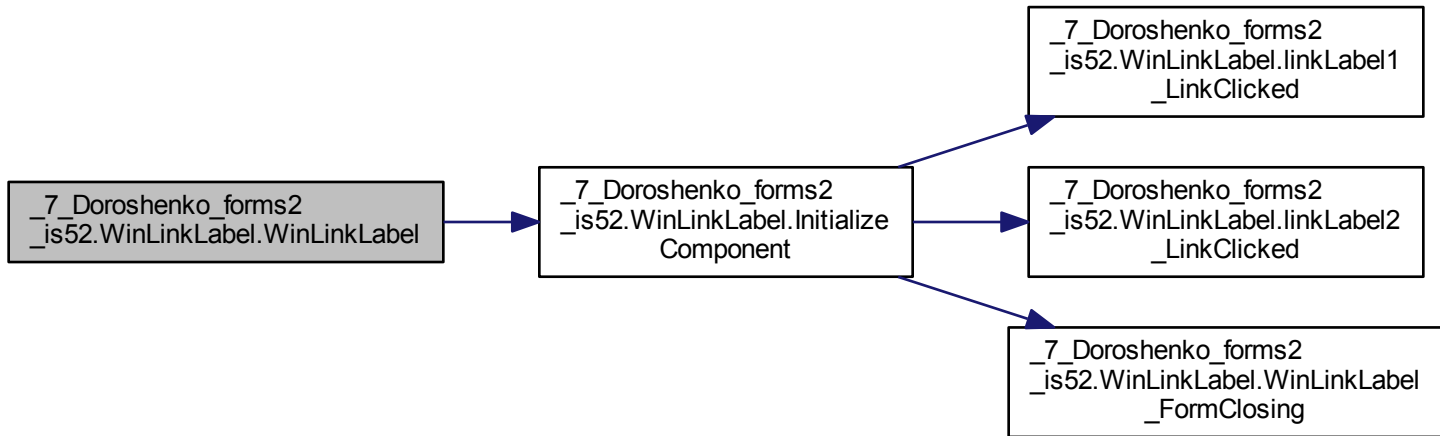 _7_Doroshenko_forms2
_is52.WinLinkLabel.WinLinkLabel
_7_Doroshenko_forms2
_is52.WinLinkLabel.Initialize
Component
_7_Doroshenko_forms2
_is52.WinLinkLabel.linkLabel1
_LinkClicked
_7_Doroshenko_forms2
_is52.WinLinkLabel.linkLabel2
_LinkClicked
_7_Doroshenko_forms2
_is52.WinLinkLabel.WinLinkLabel
_FormClosing